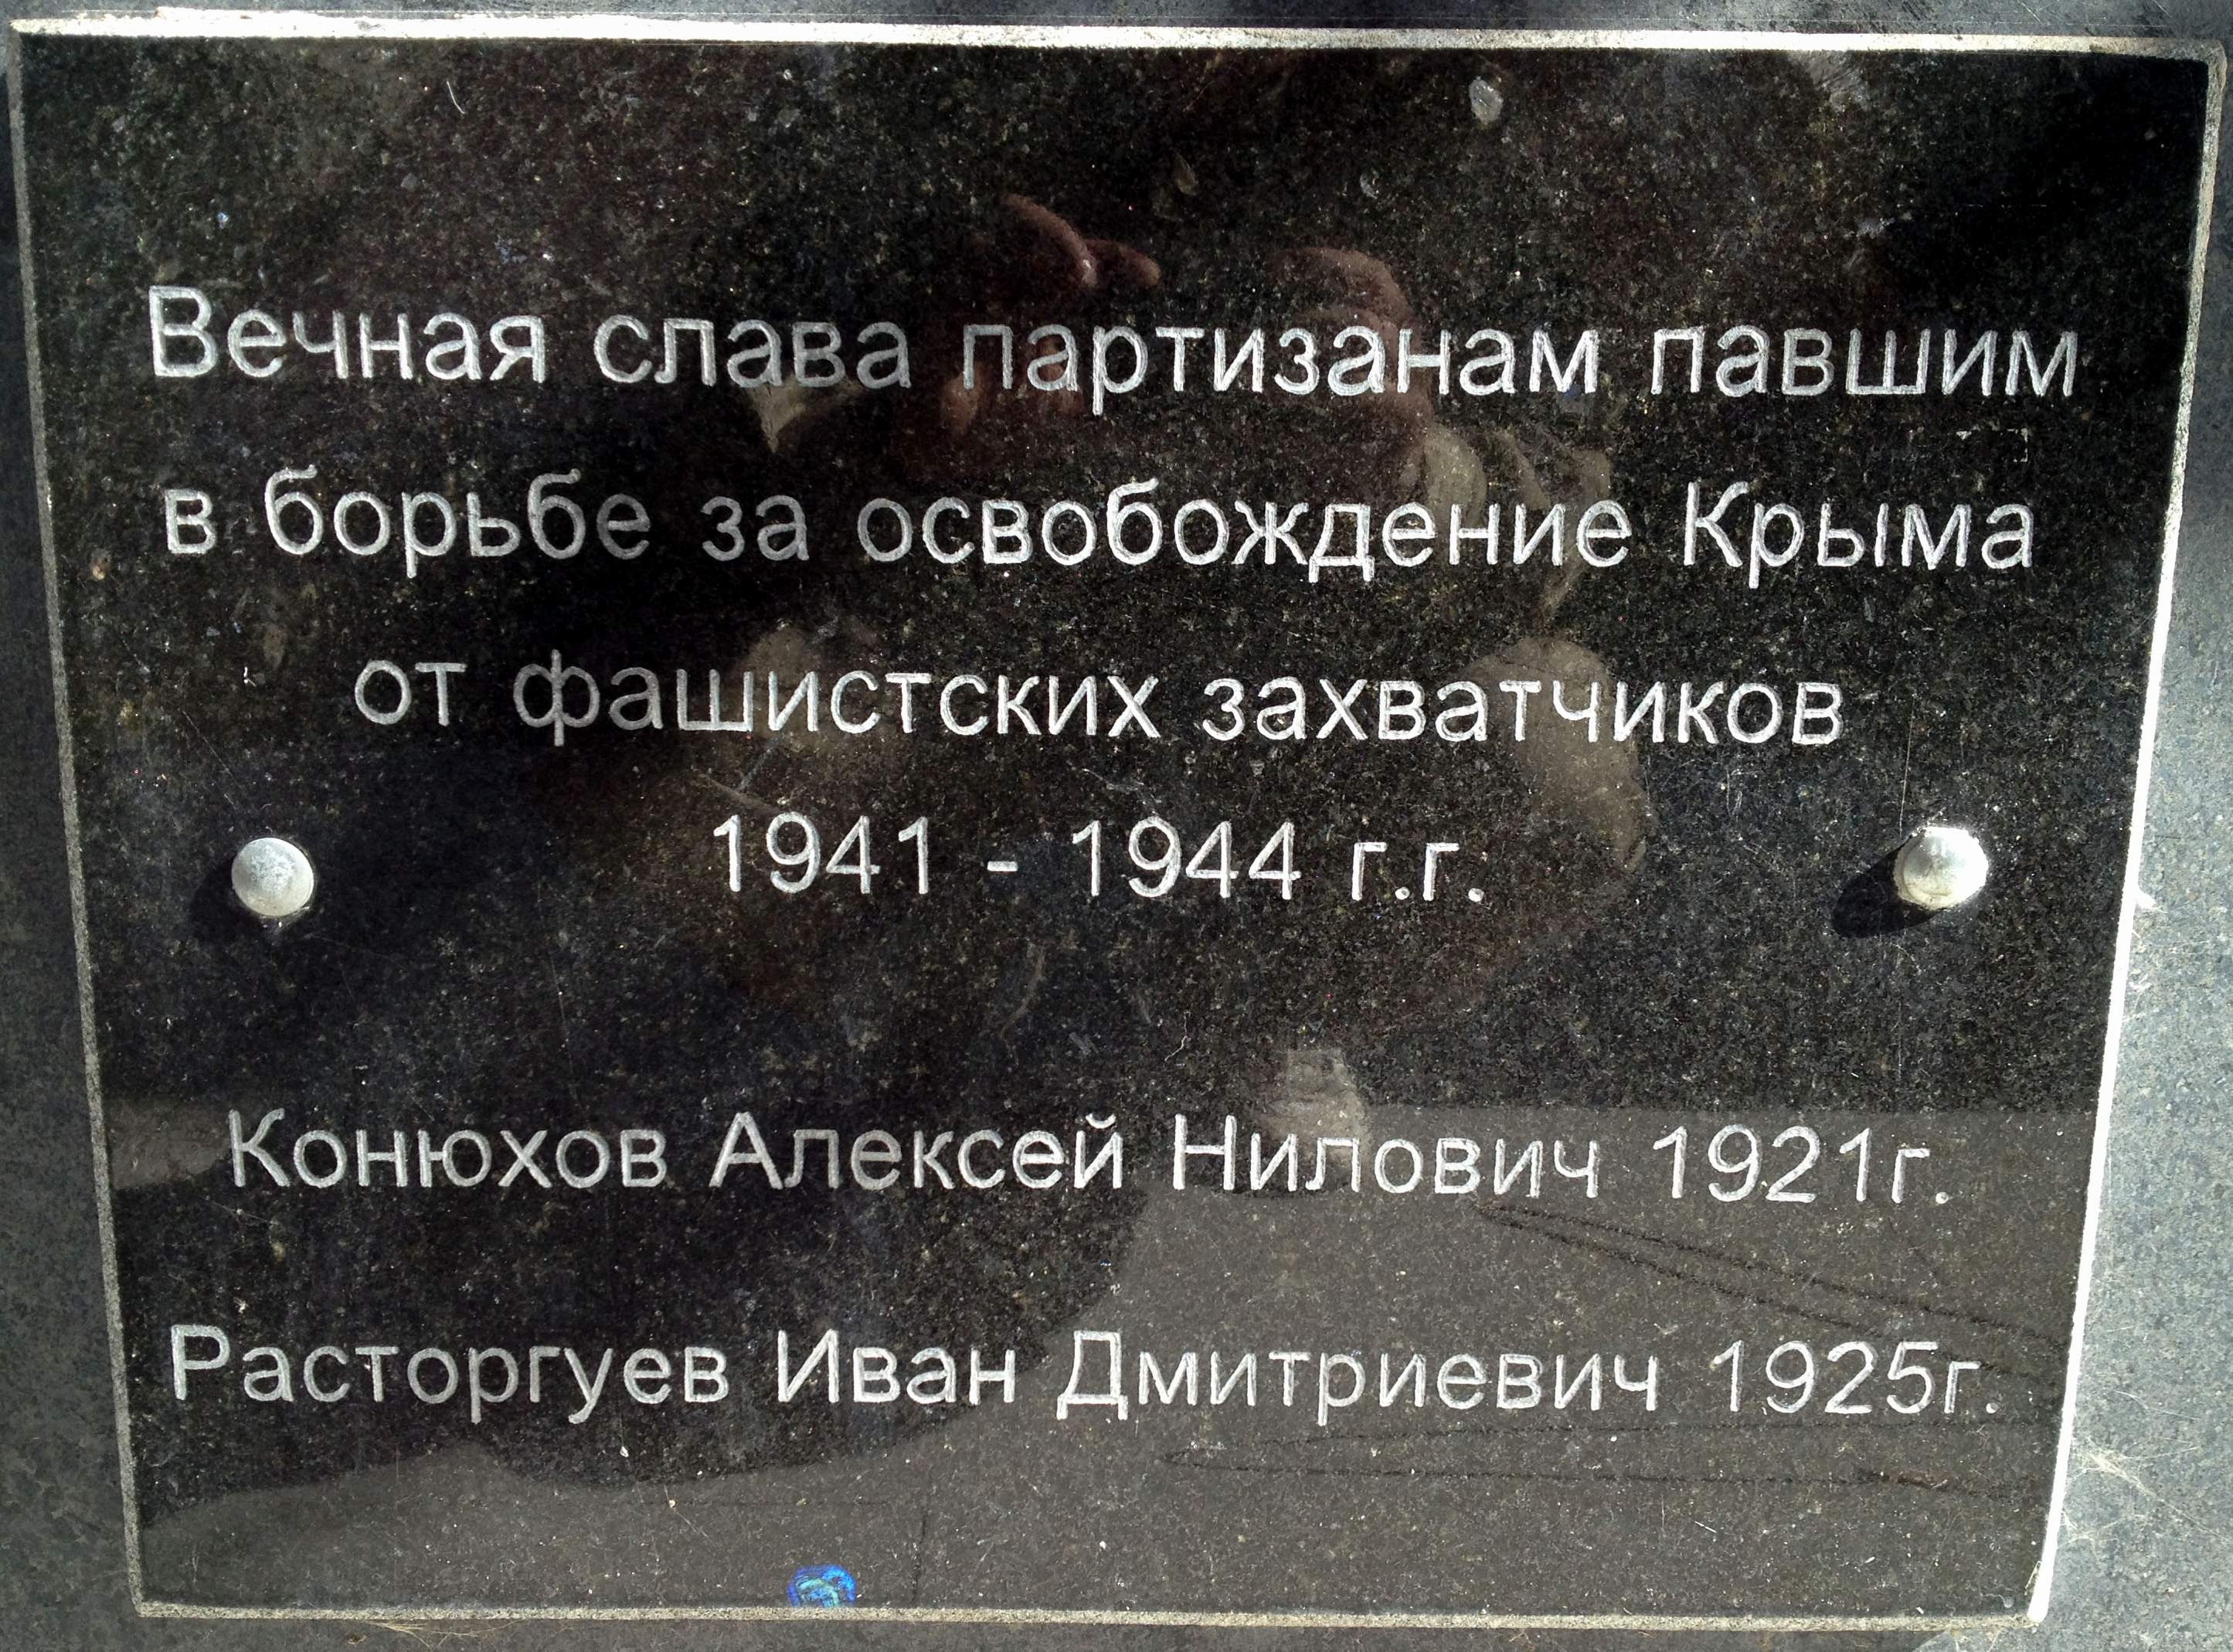 Вечная слава партизанам павшим
в борьбе за освобождение Крыма
от фашистских захватчиков
1941 - 1944 г.г.
Конюхов Алексей Нилович 1921г.
Расторгуев Иван Дмитриевич 1925г.